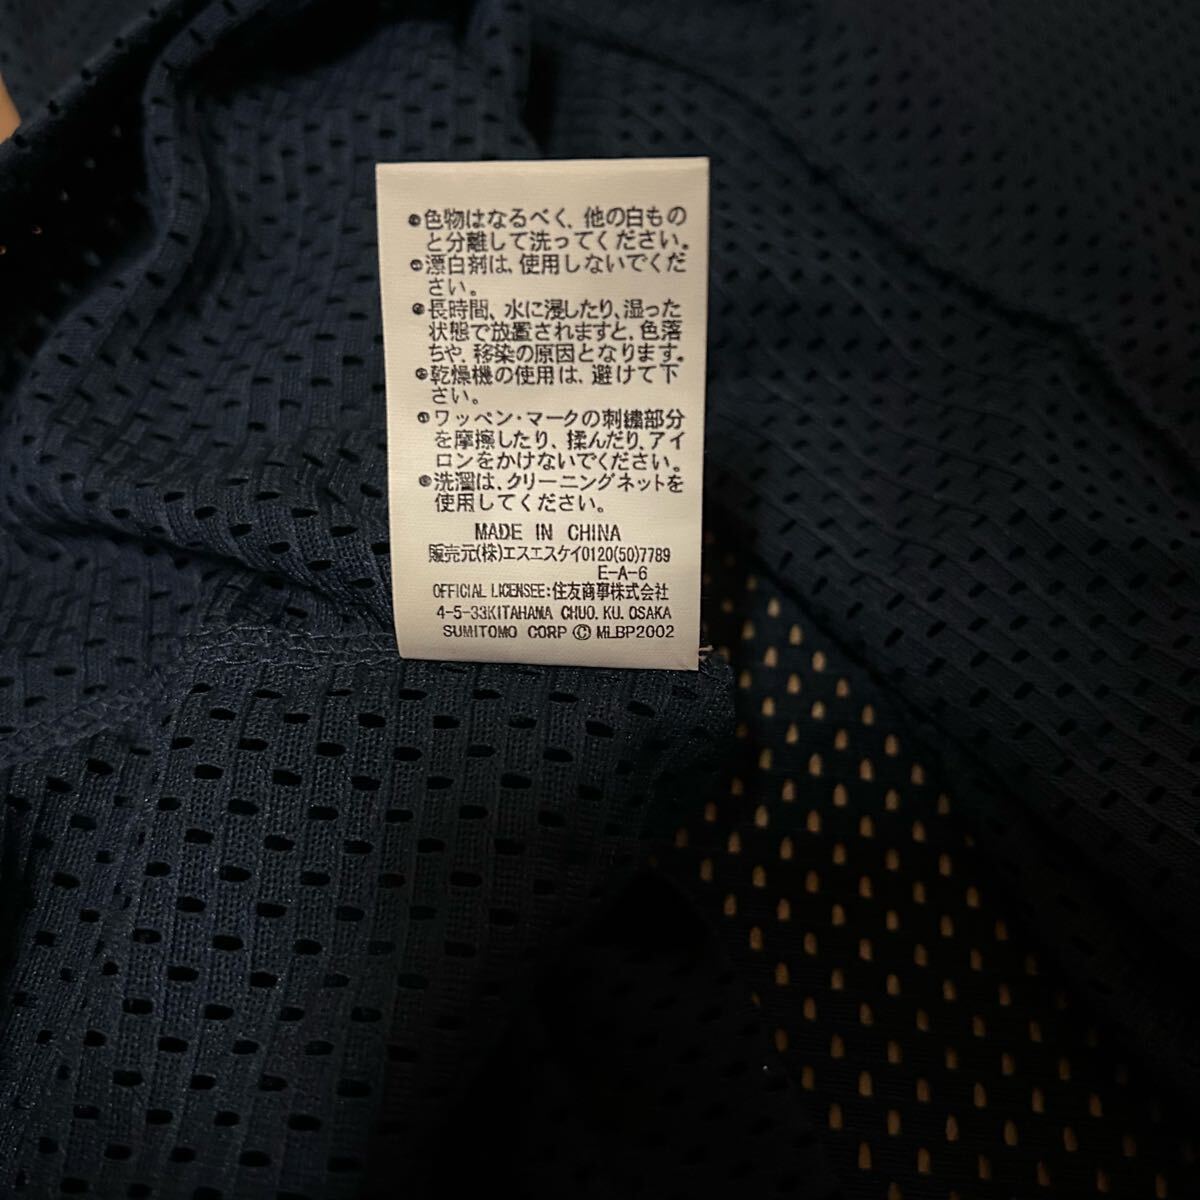 ●色物はなるべく、他の白もの
と分離して洗ってください。
●漂白剤は、使用しないでくだ
さい。
●長時間、水に浸したり、湿った
状態で放置されますと、色落
ちや、移染の原因となります。
●乾燥機の使用は、避けて下
さい。
●ワッペン・マークの刺繍部分
を摩擦したり、揉んだり、アイ
ロンをかけないでください。
●洗濯は、クリーニングネットを
使用してください。
MADE IN CHINA
販売元(株)エスエスケイ0120(50)7789
E-A-6
OFFICIAL LICENSEE:住友商事株式会社
4-5-33KITAHAMA CHUO.KU.OSAKA
SUMITOMO CORP © MLBP2002